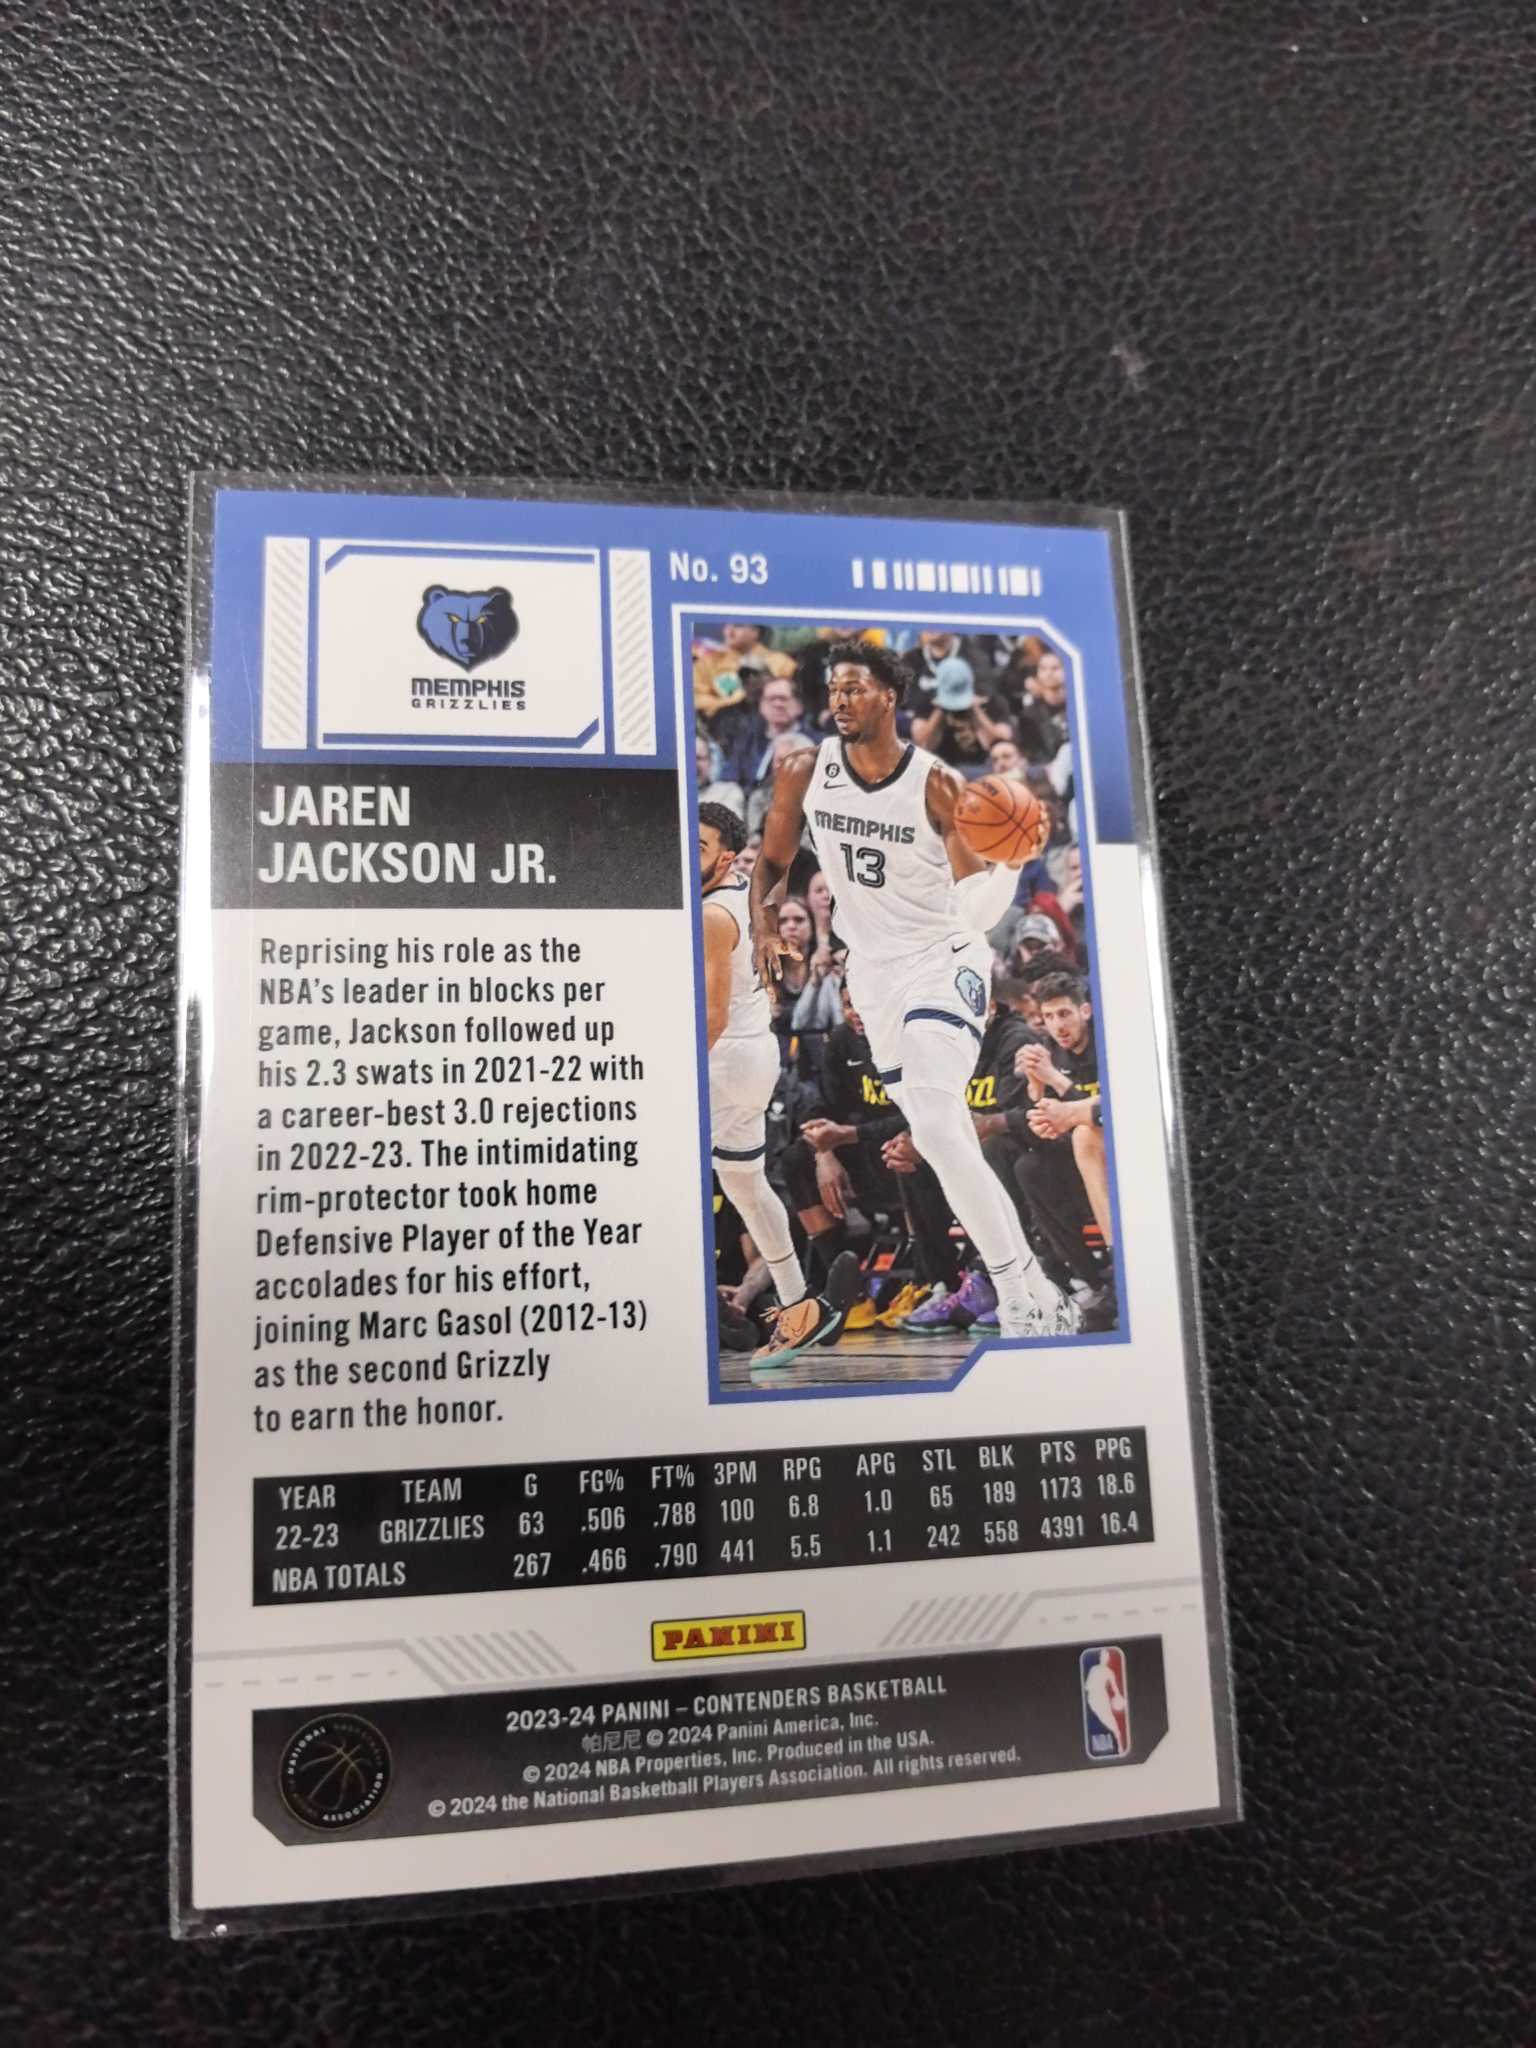 No. 93
MEMPHIS
GRIZZLIES
JAREN
JACKSON JR.
Reprising his role as the
NBA's leader in blocks per
game, Jackson followed up
his 2.3 swats in 2021-22 with
a career-best 3.0 rejections
in 2022-23. The intimidating
rim-protector took home
Defensive Player of the Year
accolades for his effort,
joining Marc Gasol (2012-13)
as the second Grizzly
to earn the honor.
6
MEMPHIS
13
YEAR TEAM G FG% FT% 3PM RPG APG STL BLK PTS PPG
22-23 GRIZZLIES 63 .506 .788 100 6.8 1.0 65 189 1173 18.6
NBA TOTALS 267 .466 .790 441 5.5 1.1 242 558 4391 16.4
PANINI
2023-24 PANINI – CONTENDERS BASKETBALL
帕尼尼 © 2024 Panini America, Inc.
© 2024 NBA Properties, Inc. Produced in the USA.
© 2024 the National Basketball Players Association. All rights reserved.
NATIONAL BASKETBALL
ASSOCIATION
NBA